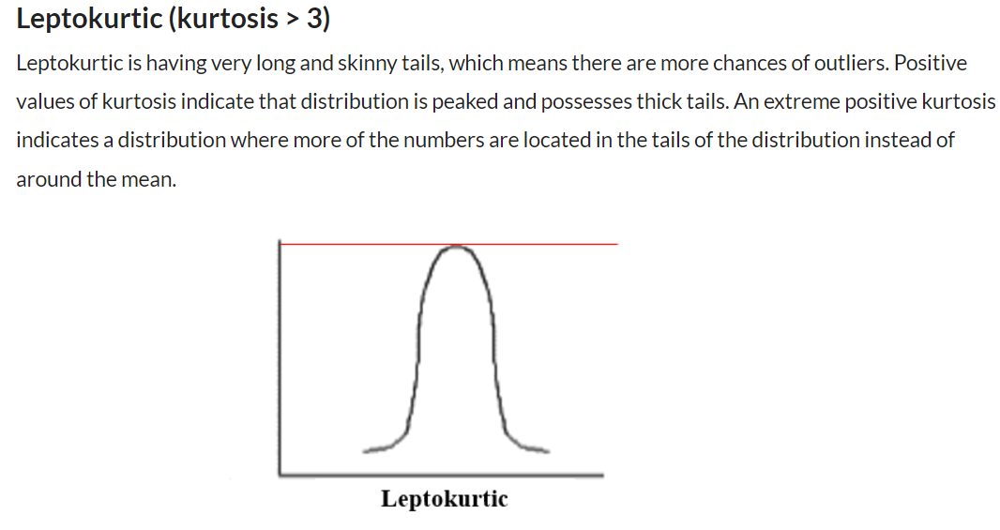 Leptokurtic (kurtosis > 3)
Leptokurtic is having very long and skinny tails, which means there are more chances of outliers. Positive
values of kurtosis indicate that distribution is peaked and possesses thick tails. An extreme positive kurtosis
indicates a distribution where more of the numbers are located in the tails of the distribution instead of
around the mean.
Leptokurtic